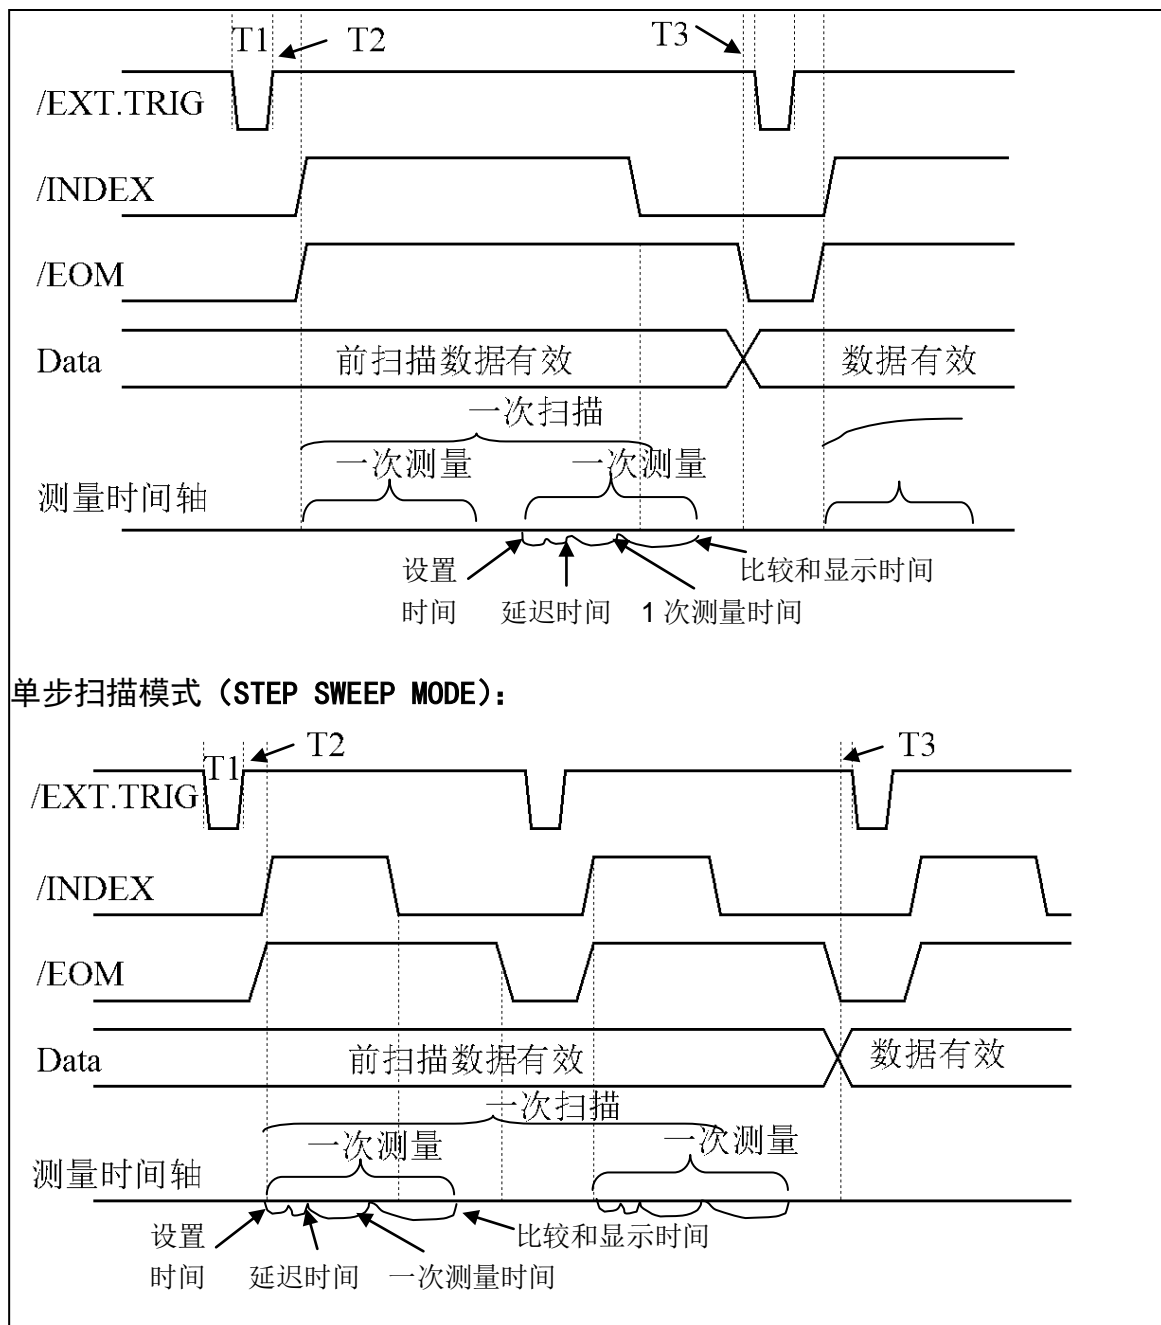 T1 T2 T3
/EXT.TRIG
/INDEX
/EOM
Data 前扫描数据有效 数据有效
一次扫描
一次测量 一次测量
测量时间轴
设置时间 延迟时间 1 次测量时间 比较和显示时间
单步扫描模式（STEP SWEEP MODE）：
T1 T2 T3
/EXT.TRIG
/INDEX
/EOM
Data 前扫描数据有效 数据有效
一次扫描
一次测量 一次测量
测量时间轴
设置时间 延迟时间 一次测量时间 比较和显示时间